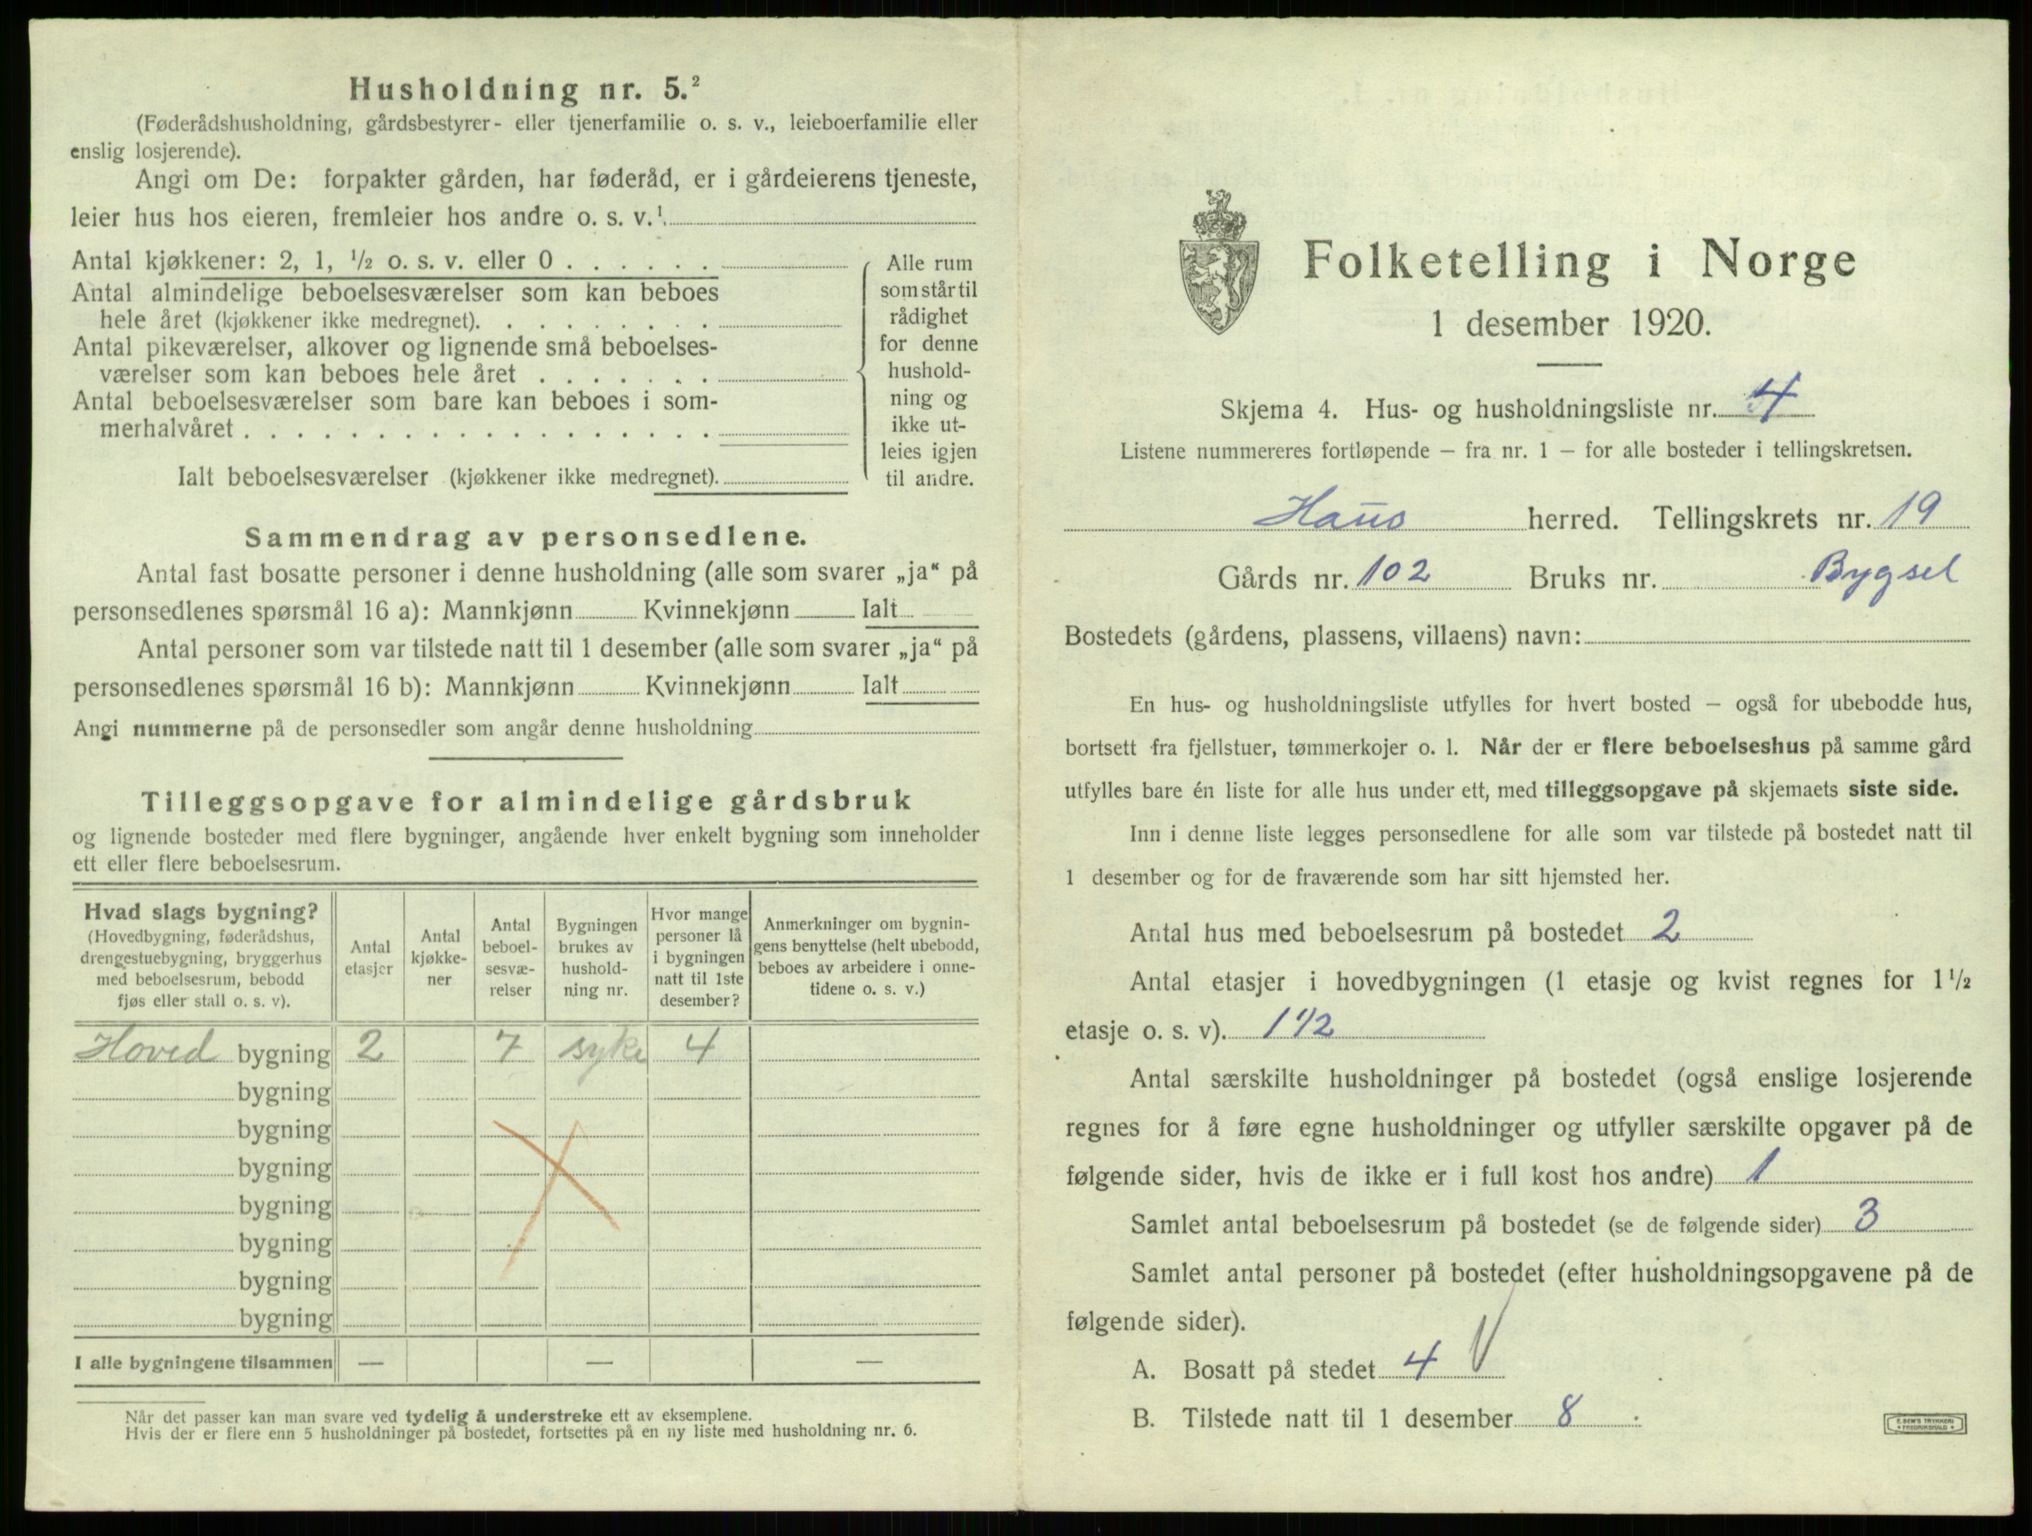 Husholdning nr. 5.²
(Føderådshusholdning, gårdsbestyrer- eller tjenerfamilie o. s. v., leieboerfamilie eller
enslig losjerende).
Angi om De: forpakter gården, har føderåd, er i gårdeierens tjeneste,
leier hus hos eieren, fremleier hos andre o. s. v.¹
Antal kjøkkener: 2, 1, ½ o. s. v. eller 0 . . . . . .
Antal almindelige beboelsesværelser som kan beboes
hele året (kjøkkener ikke medregnet). . . . . . . . .
Antal pikeværelser, alkover og lignende små beboelses-
værelser som kan beboes hele året . . . . . . .
Antal beboelsesværelser som bare kan beboes i som-
merhalvåret . . . . . . . . . . . . . . . . . .
Ialt beboelsesværelser (kjøkkener ikke medregnet).
Alle rum
som står til
rådighet
for denne
hushold-
ning og
ikke ut-
leies igjen
til andre.
Sammendrag av personsedlene.
Antal fast bosatte personer i denne husholdning (alle som svarer „ja“ på
personsedlenes spørsmål 16 a): Mannkjønn Kvinnekjønn Ialt
Antal personer som var tilstede natt til 1 desember (alle som svarer „ja“ på
personsedlenes spørsmål 16 b): Mannkjønn Kvinnekjønn Ialt
Angi nummerne på de personsedler som angår denne husholdning
Tilleggsopgave for almindelige gårdsbruk
og lignende bosteder med flere bygninger, angående hver enkelt bygning som inneholder
ett eller flere beboelsesrum.
Hvad slags bygning?
(Hovedbygning, føderådshus,
drengestuebygning, bryggerhus
med beboelsesrum, bebodd
fjøs eller stall o. s. v).
Antal
etasjer
Antal
kjøkke-
ner
Antal
beboel-
sesvæ-
relser
Bygningen
brukes av
hushold-
ning nr.
Hvor mange
personer lå
i bygningen
natt til 1ste
desember?
Anmerkninger om bygnin-
gens benyttelse (helt ubebodd,
beboes av arbeidere i onne-
tidene o. s. v.)
Hoved bygning 2 7 syke 4
bygning
bygning
bygning
bygning
bygning
bygning
bygning
I alle bygningene tilsammen — — —
Når det passer kan man svare ved tydelig å understreke ett av eksemplene.
Hvis der er flere enn 5 husholdninger på bostedet, fortsettes på en ny liste med husholdning nr. 6.
Folketelling i Norge
1 desember 1920.
Skjema 4. Hus- og husholdningsliste nr. 4
Listene nummereres fortløpende — fra nr. 1 — for alle bosteder i tellingskretsen.
Haus herred. Tellingskrets nr. 19
Gårds nr. 102 Bruks nr. Bygsel
Bostedets (gårdens, plassens, villaens) navn:
En hus- og husholdningsliste utfylles for hvert bosted — også for ubebodde hus,
bortsett fra fjellstuer, tømmerkojer o. l. Når der er flere beboelseshus på samme gård
utfylles bare én liste for alle hus under ett, med tilleggsopgave på skjemaets siste side.
Inn i denne liste legges personsedlene for alle som var tilstede på bostedet natt til
1 desember og for de fraværende som har sitt hjemsted her.
Antal hus med beboelsesrum på bostedet 2
Antal etasjer i hovedbygningen (1 etasje og kvist regnes for 1½
etasje o. s. v). 1 1/2
Antal særskilte husholdninger på bostedet (også enslige losjerende
regnes for å føre egne husholdninger og utfyller særskilte opgaver på de
følgende sider, hvis de ikke er i full kost hos andre) 1
Samlet antal beboelsesrum på bostedet (se de følgende sider) 3
Samlet antal personer på bostedet (efter husholdningsopgavene på de
følgende sider).
A. Bosatt på stedet 4
B. Tilstede natt til 1 desember 8
E. SEM'S TRYKKERI
FREDRIKSHALD